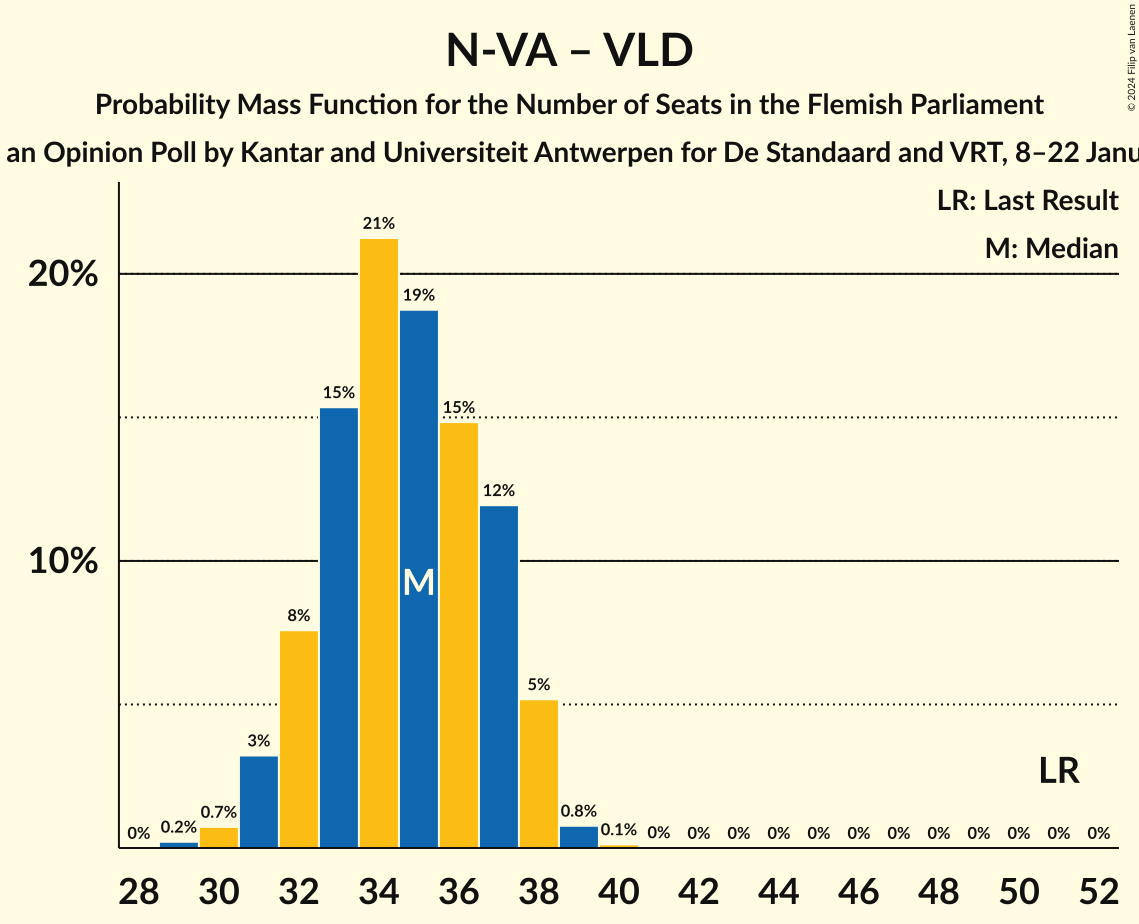 N-VA – VLD
Probability Mass Function for the Number of Seats in the Flemish Parliament
an Opinion Poll by Kantar and Universiteit Antwerpen for De Standaard and VRT, 8–22 Janu
© 2024 Filip van Laenen
LR: Last Result
M: Median
20%
10%
0% 0.2% 0.7% 3% 8% 15% 21% 19% 15% 12% 5% 0.8% 0.1% 0% 0% 0% 0% 0% 0% 0% 0% 0% 0% 0% 0%
M
LR
28 30 32 34 36 38 40 42 44 46 48 50 52